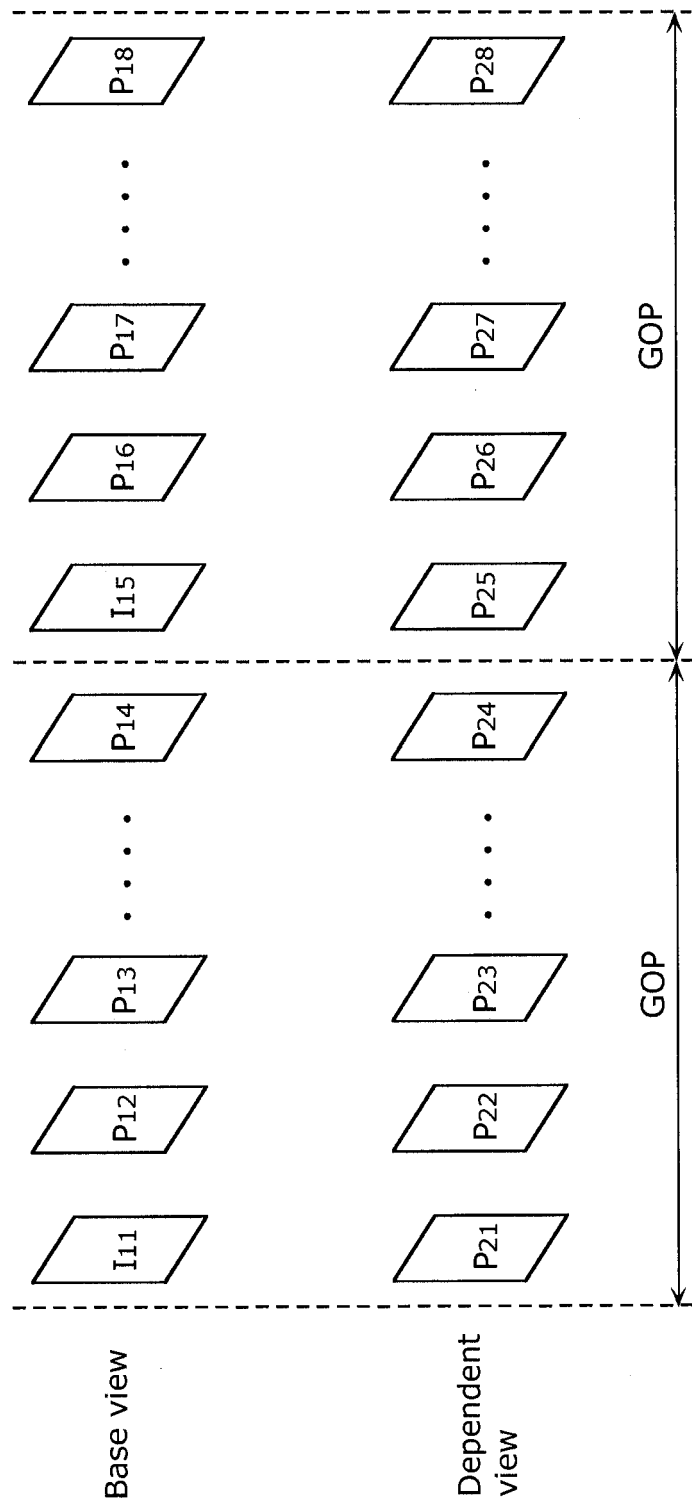 Base view
I11 P12 P13 • • • • P14 I15 P16 P17 • • • • P18
Dependent
view
P21 P22 P23 • • • • P24 P25 P26 P27 • • • • P28
GOP GOP